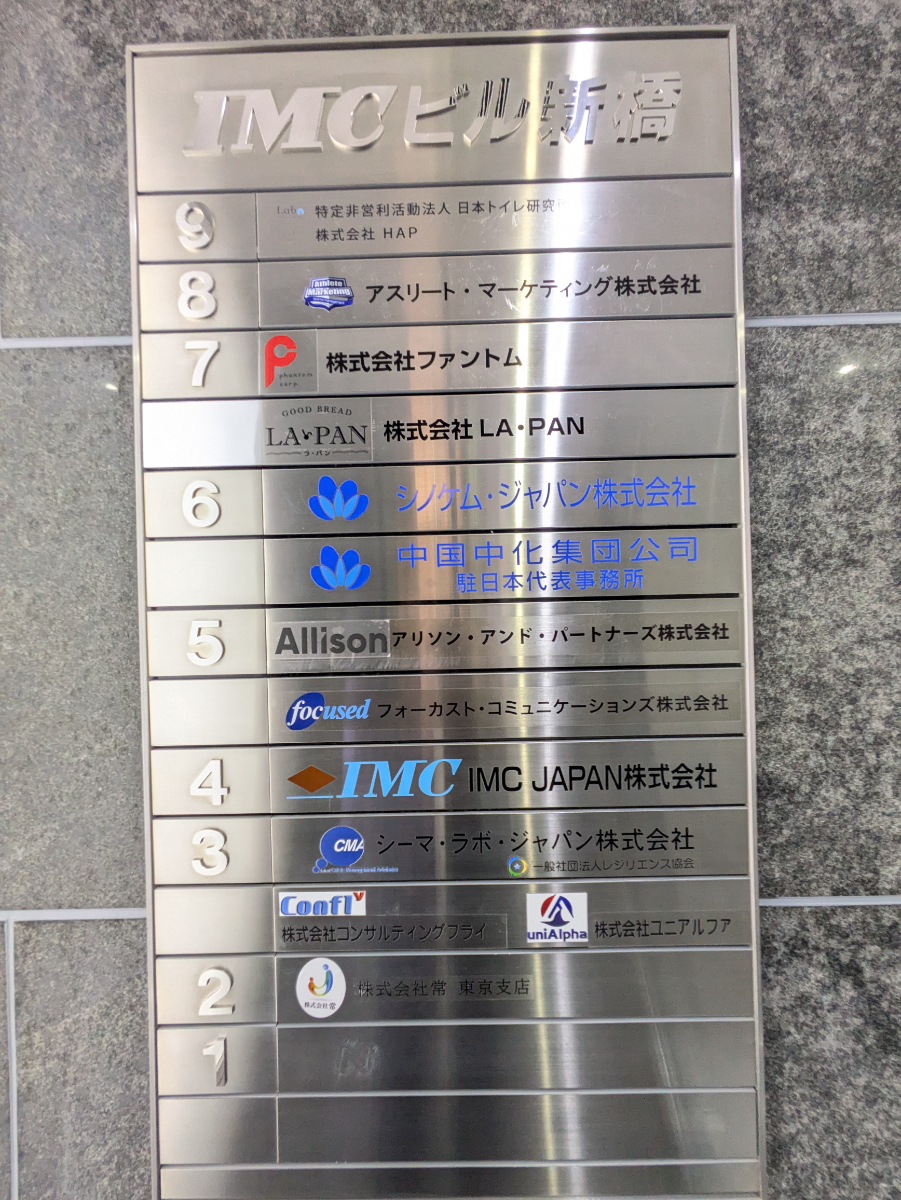 IMCビル新橋
9
Labo 特定非営利活動法人 日本トイレ研究
株式会社 HAP
8
Athlete Marketing
アスリート・マーケティング株式会社
7
phantom corp.
株式会社ファントム
GOOD BREAD
LA・PAN
ラ・パン
株式会社 LA・PAN
6
シノケム・ジャパン株式会社
中国中化集団公司
駐日本代表事務所
5
Allison アリソン・アンド・パートナーズ株式会社
focused フォーカスト・コミュニケーションズ株式会社
4
IMC IMC JAPAN株式会社
3
CMA シーマ・ラボ・ジャパン株式会社
一般社団法人レジリエンス協会
Confly
株式会社コンサルティングフライ
uniAlpha 株式会社ユニアルファ
2
株式会社 常
株式会社常 東京支店
1